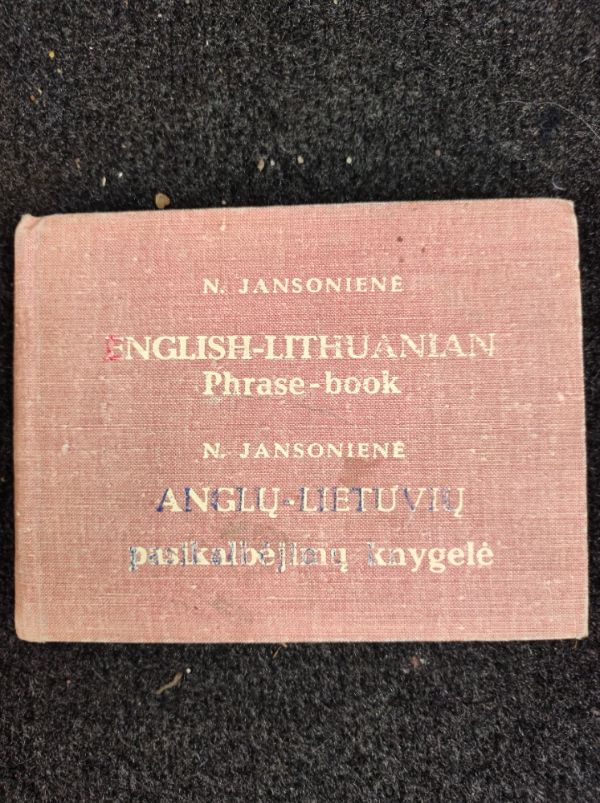 N. JANSONIENĖ
ENGLISH-LITHUANIAN
Phrase-book
N. JANSONIENĖ
ANGLŲ-LIETUVIŲ
pasikalbėjimų knygelė